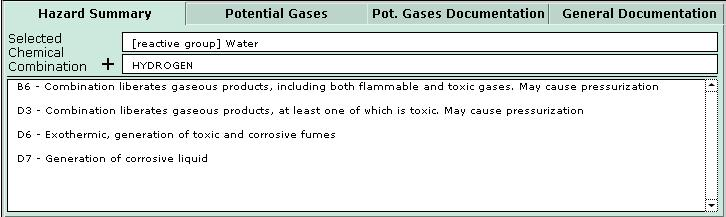 Hazard Summary
Potential Gases
Pot. Gases Documentation
General Documentation
Selected
Chemical
Combination +
[reactive group] Water
HYDROGEN
B6 - Combination liberates gaseous products, including both flammable and toxic gases. May cause pressurization
D3 - Combination liberates gaseous products, at least one of which is toxic. May cause pressurization
D6 - Exothermic, generation of toxic and corrosive fumes
D7 - Generation of corrosive liquid